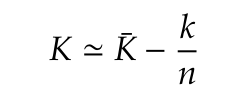 K ≃ K̄ − k/n